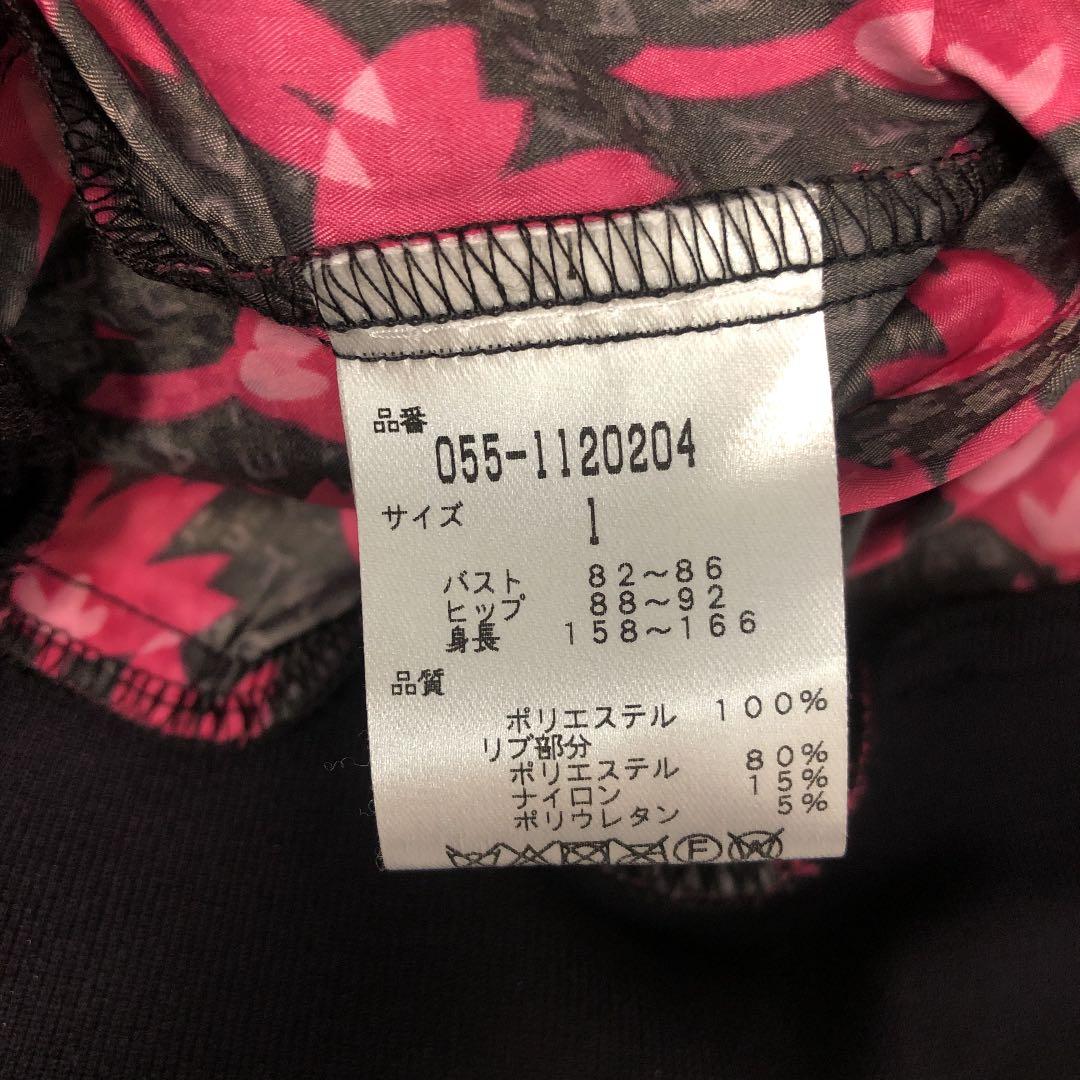 品番
055-1120204
サイズ 1
バスト 82〜86
ヒップ 88〜92
身長 158〜166
品質
ポリエステル 100%
リブ部分
ポリエステル 80%
ナイロン 15%
ポリウレタン 5%
F W